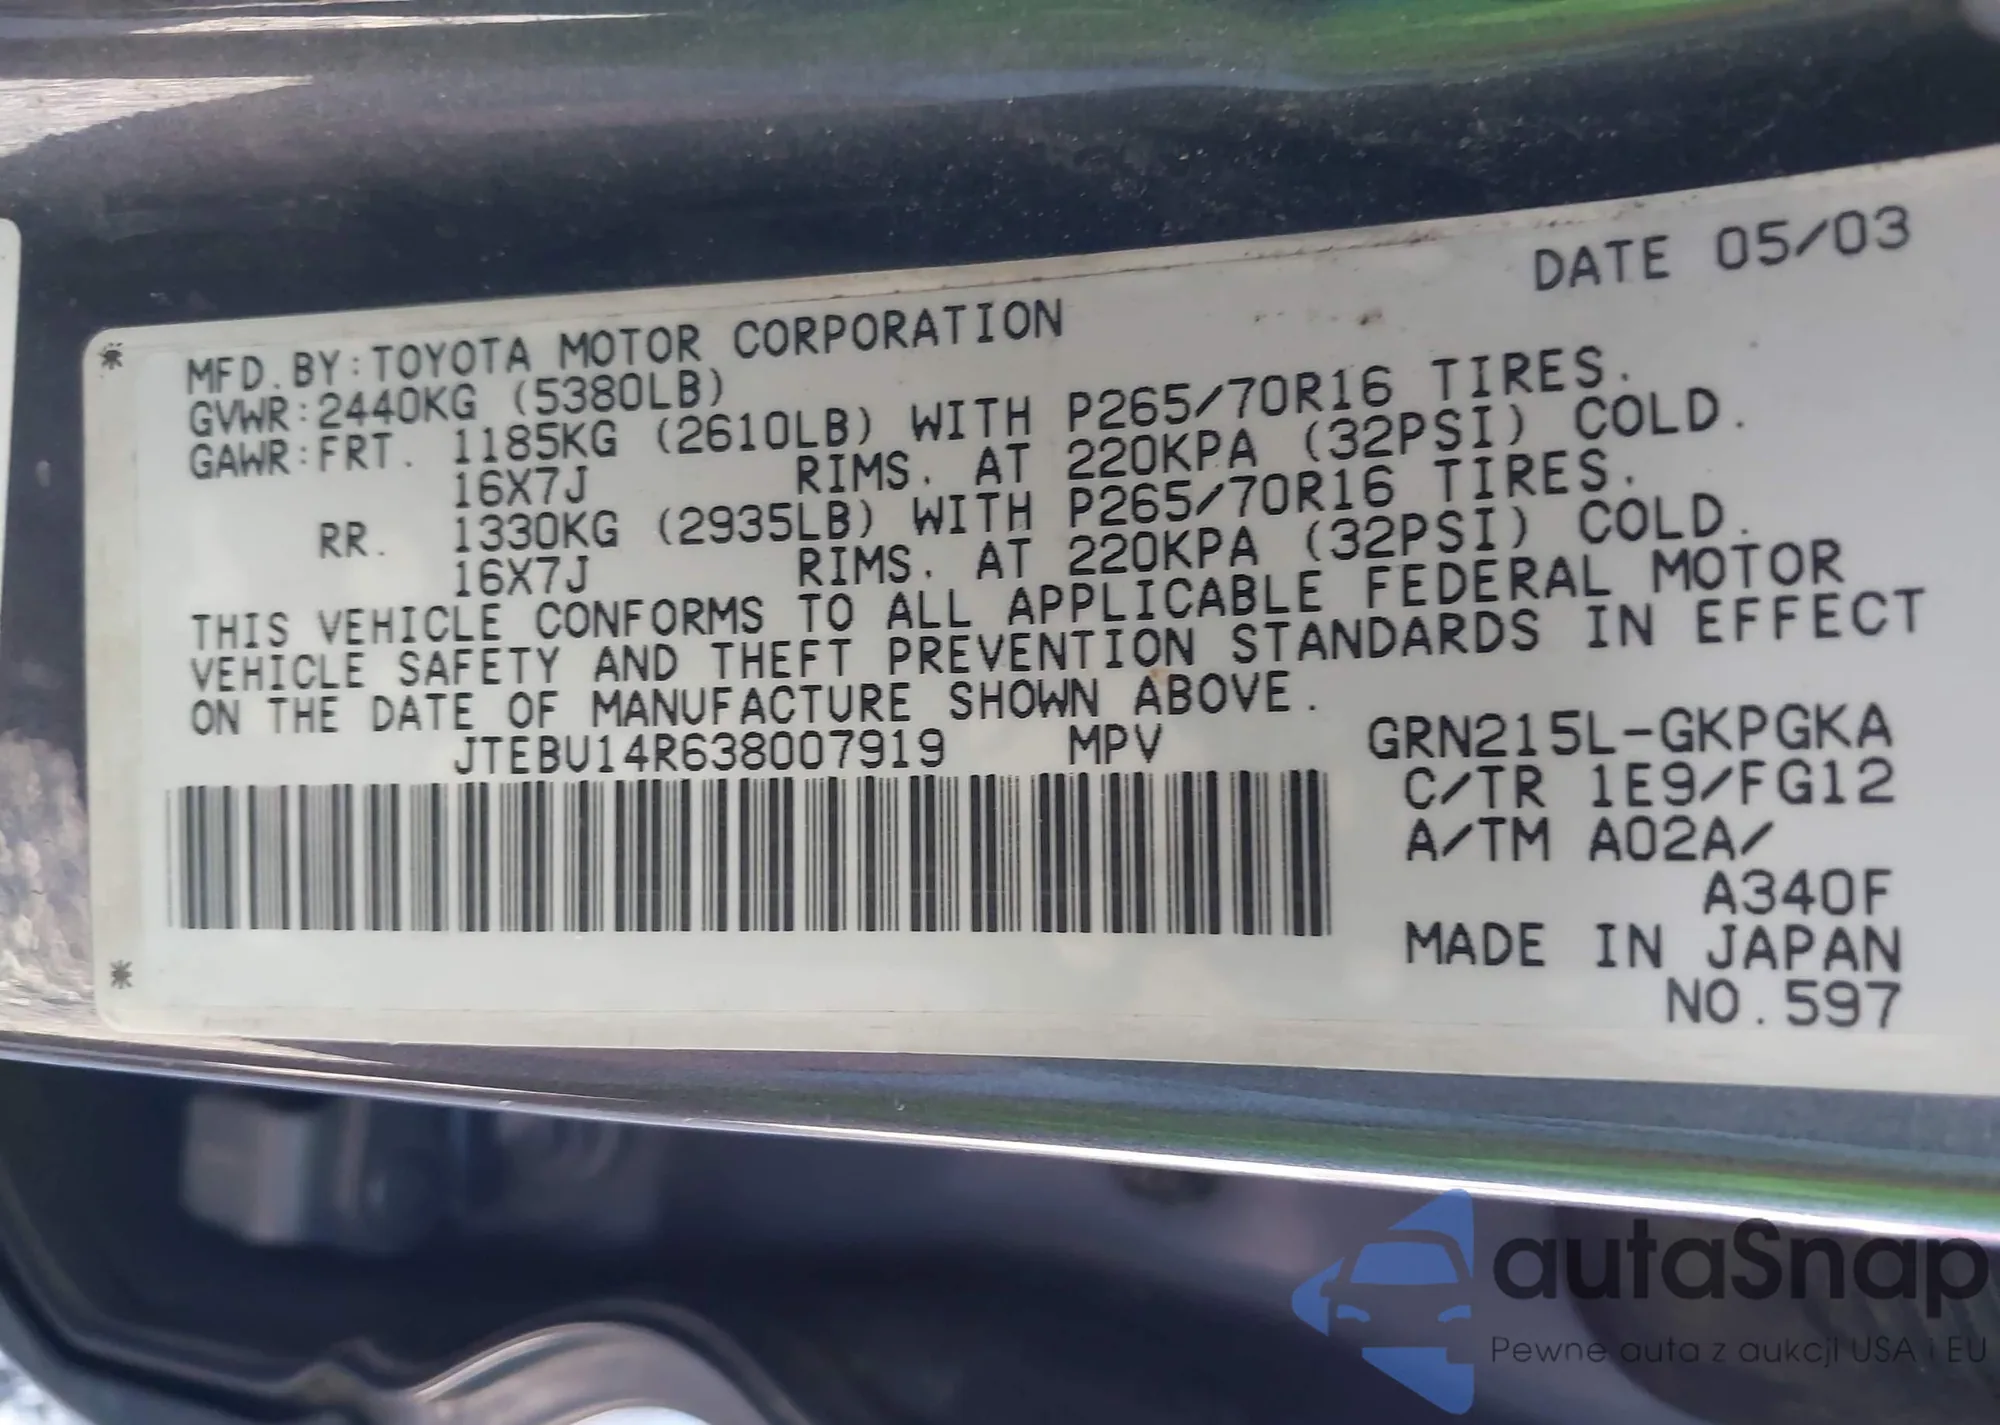 DATE 05/03
MFD. BY:TOYOTA MOTOR CORPORATION
GVWR:2440KG (5380LB)
GAWR:FRT. 1185KG (2610LB) WITH P265/70R16 TIRES.
16X7J RIMS. AT 220KPA (32PSI) COLD.
RR. 1330KG (2935LB) WITH P265/70R16 TIRES.
16X7J RIMS. AT 220KPA (32PSI) COLD.
THIS VEHICLE CONFORMS TO ALL APPLICABLE FEDERAL MOTOR
VEHICLE SAFETY AND THEFT PREVENTION STANDARDS IN EFFECT
ON THE DATE OF MANUFACTURE SHOWN ABOVE.
JTEBU14R638007919 MPV GRN215L-GKPGKA
C/TR 1E9/FG12
A/TM A02A/
A340F
MADE IN JAPAN
NO.597
autaSnap
Pewne auta z aukcji USA i EU